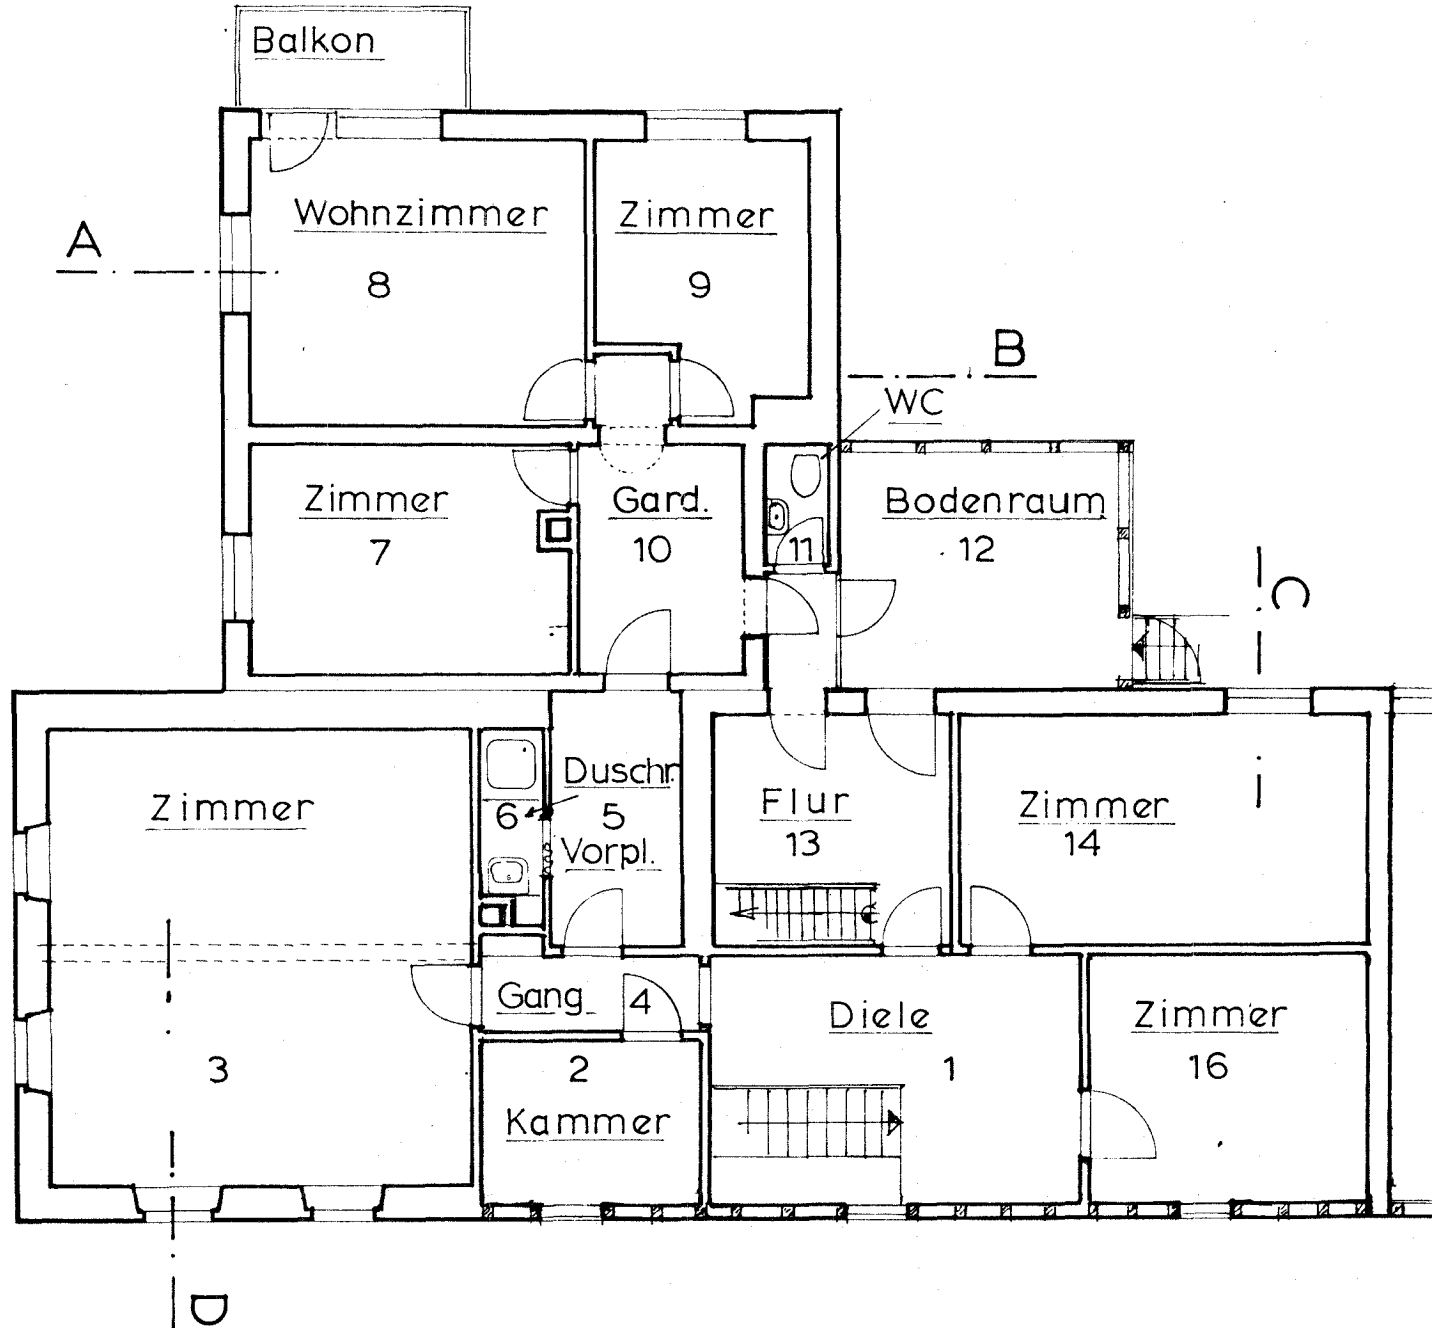 Balkon
Wohnzimmer
8
Zimmer
9
A
B
WC
Zimmer
7
Gard.
10
11
Bodenraum
12
C
Zimmer
Duschr.
6
5
Vorpl.
Flur
13
Zimmer
14
Gang
4
Diele
1
Zimmer
16
3
2
Kammer
D